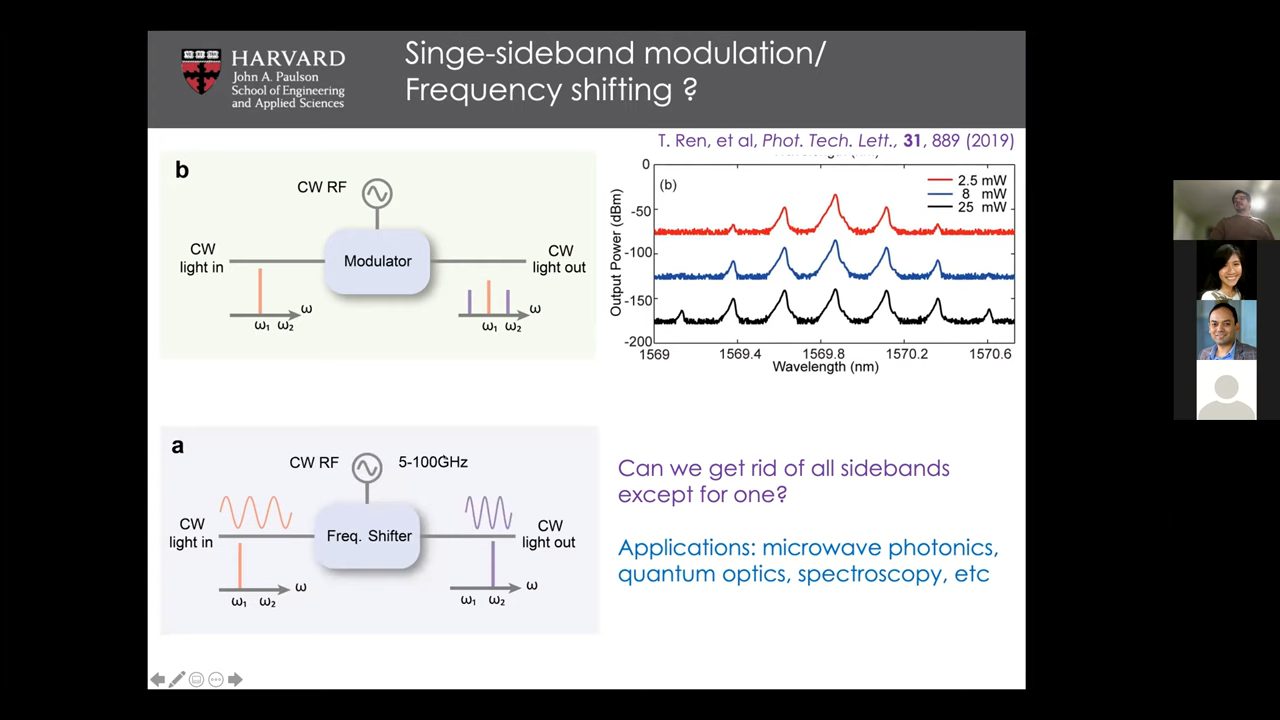 HARVARD
John A. Paulson
School of Engineering
and Applied Sciences
Singe-sideband modulation/
Frequency shifting ?
T. Ren, et al, Phot. Tech. Lett., 31, 889 (2019)
b
CW RF
CW
light in
Modulator
CW
light out
ω
ω₁ ω₂
ω
ω₁ ω₂
(b)
2.5 mW
8 mW
25 mW
Output Power (dBm)
0
-50
-100
-150
-200
1569 1569.4 1569.8 1570.2 1570.6
Wavelength (nm)
a
CW RF
5-100GHz
CW
light in
Freq. Shifter
CW
light out
ω
ω₁ ω₂
ω
ω₁ ω₂
Can we get rid of all sidebands
except for one?
Applications: microwave photonics,
quantum optics, spectroscopy, etc